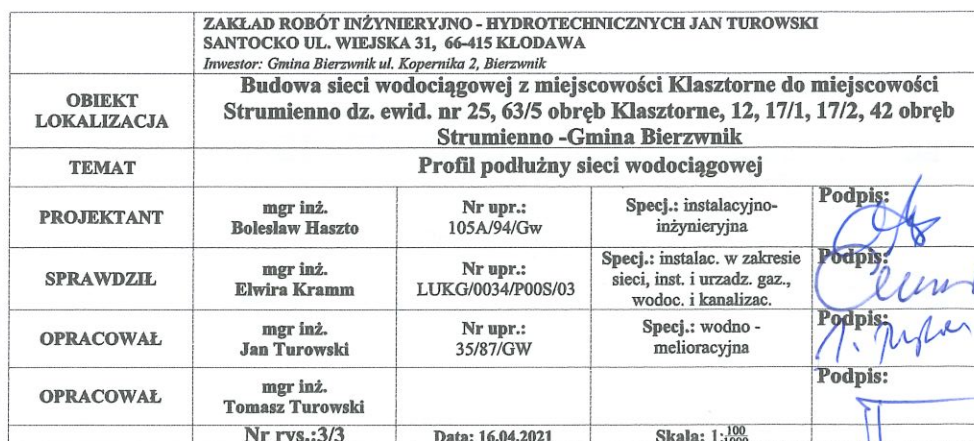 ZAKŁAD ROBÓT INŻYNIERYJNO - HYDROTECHNICZNYCH JAN TUROWSKI
SANTOCKO UL. WIEJSKA 31, 66-415 KŁODAWA
Inwestor: Gmina Bierzwnik ul. Kopernika 2, Bierzwnik
OBIEKT
LOKALIZACJA
Budowa sieci wodociągowej z miejscowości Klasztorne do miejscowości
Strumienno dz. ewid. nr 25, 63/5 obręb Klasztorne, 12, 17/1, 17/2, 42 obręb
Strumienno -Gmina Bierzwnik
TEMAT
Profil podłużny sieci wodociągowej
PROJEKTANT
mgr inż.
Bolesław Haszto
Nr upr.:
105A/94/Gw
Specj.: instalacyjno-
inżynieryjna
Podpis:
SPRAWDZIŁ
mgr inż.
Elwira Kramm
Nr upr.:
LUKG/0034/P00S/03
Specj.: instalac. w zakresie
sieci, inst. i urzadz. gaz.,
wodoc. i kanalizac.
Podpis:
OPRACOWAŁ
mgr inż.
Jan Turowski
Nr upr.:
35/87/GW
Specj.: wodno -
melioracyjna
Podpis:
OPRACOWAŁ
mgr inż.
Tomasz Turowski
Podpis:
Nr rys.:3/3
Data: 16.04.2021
Skala: 1:100